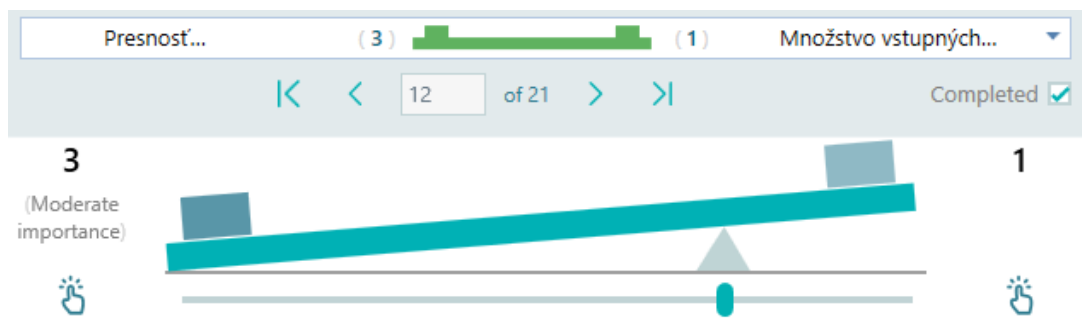 Presnosť... (3) (1) Množstvo vstupných...
12 of 21 Completed
3 1
(Moderate
importance)